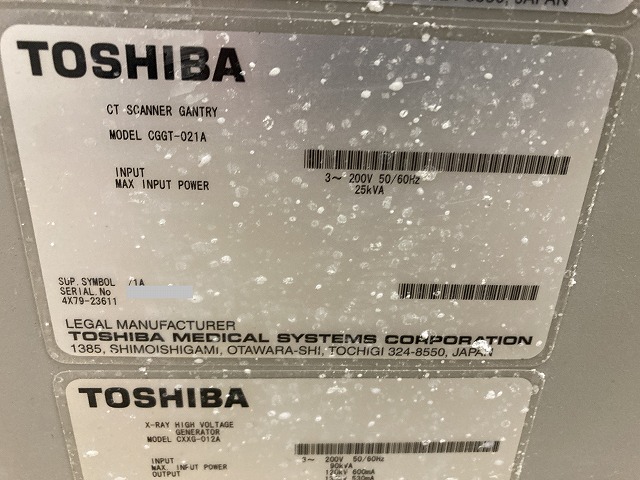 TOSHIBA
CT SCANNER GANTRY
MODEL CGGT-021A
INPUT 3~ 200V 50/60Hz
MAX INPUT POWER 25kVA
SUP. SYMBOL /1A
SERIAL.No
4X79-23611
LEGAL MANUFACTURER
TOSHIBA MEDICAL SYSTEMS CORPORATION
1385, SHIMOISHIGAMI, OTAWARA-SHI, TOCHIGI 324-8550, JAPAN
TOSHIBA
X-RAY HIGH VOLTAGE
GENERATOR
MODEL CXXG-012A
INPUT 3~ 200V 50/60Hz
MAX. INPUT POWER 90kVA
OUTPUT 120kV 600mA